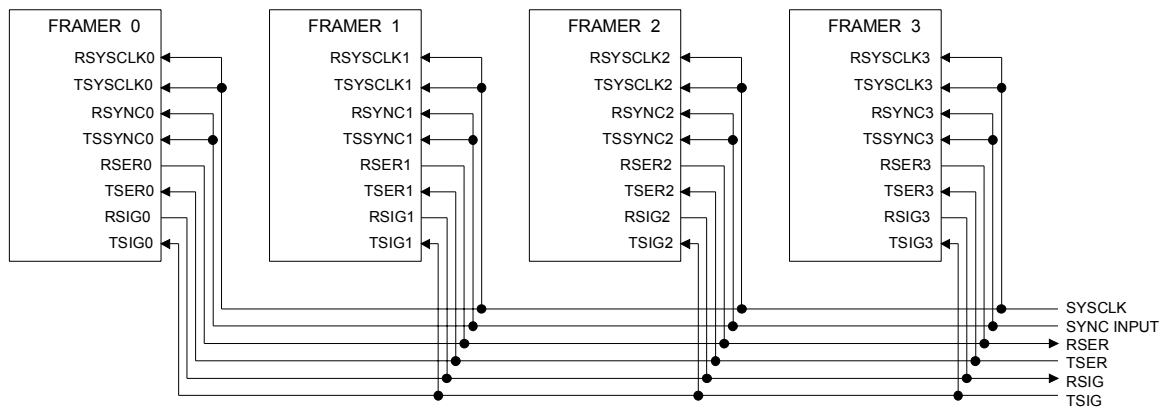 FRAMER 0
RSYSCLK0
TSYSCLK0
RSYNC0
TSSYNC0
RSER0
TSER0
RSIG0
TSIG0
FRAMER 1
RSYSCLK1
TSYSCLK1
RSYNC1
TSSYNC1
RSER1
TSER1
RSIG1
TSIG1
FRAMER 2
RSYSCLK2
TSYSCLK2
RSYNC2
TSSYNC2
RSER2
TSER2
RSIG2
TSIG2
FRAMER 3
RSYSCLK3
TSYSCLK3
RSYNC3
TSSYNC3
RSER3
TSER3
RSIG3
TSIG3
SYSCLK
SYNC INPUT
RSER
TSER
RSIG
TSIG